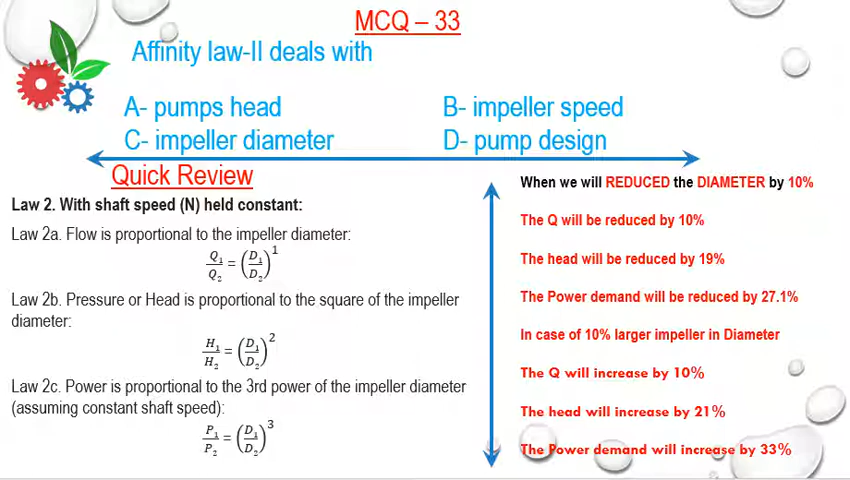 MCQ – 33
Affinity law-II deals with
A- pumps head
B- impeller speed
C- impeller diameter
D- pump design
Quick Review
Law 2. With shaft speed (N) held constant:
Law 2a. Flow is proportional to the impeller diameter:
Q₁/Q₂ = (D₁/D₂)¹
Law 2b. Pressure or Head is proportional to the square of the impeller
diameter:
H₁/H₂ = (D₁/D₂)²
Law 2c. Power is proportional to the 3rd power of the impeller diameter
(assuming constant shaft speed):
P₁/P₂ = (D₁/D₂)³
When we will REDUCED the DIAMETER by 10%
The Q will be reduced by 10%
The head will be reduced by 19%
The Power demand will be reduced by 27.1%
In case of 10% larger impeller in Diameter
The Q will increase by 10%
The head will increase by 21%
The Power demand will increase by 33%